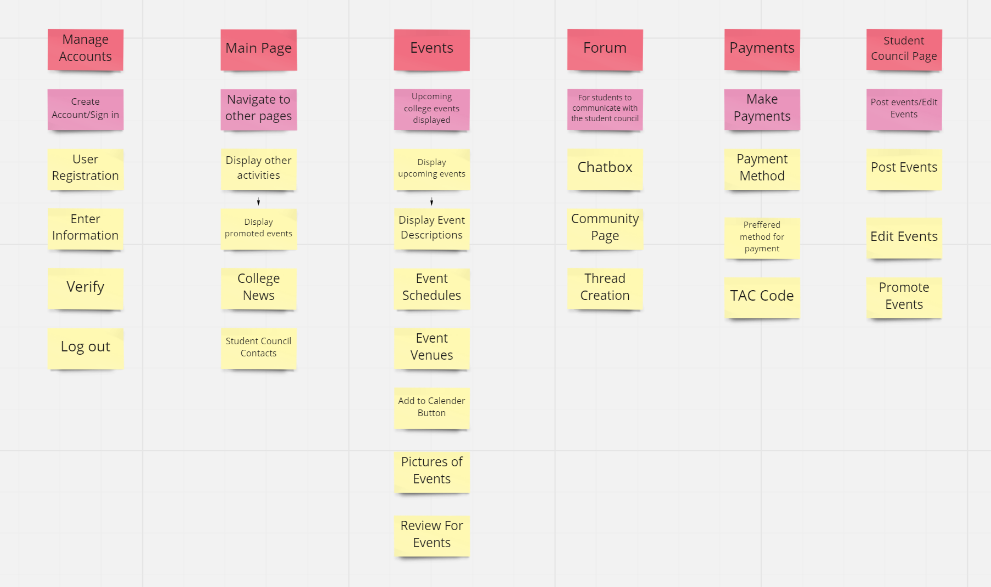 Manage
Accounts
Create
Account/Sign in
User
Registration
Enter
Information
Verify
Log out
Main Page
Navigate to
other pages
Display other
activities
Display
promoted events
College
News
Student Council
Contacts
Events
Upcoming
college events
displayed
Display
upcoming events
Display Event
Descriptions
Event
Schedules
Event
Venues
Add to Calender
Button
Pictures of
Events
Review For
Events
Forum
For students to
communicate with
the student council
Chatbox
Community
Page
Thread
Creation
Payments
Make
Payments
Payment
Method
Preffered
method for
payment
TAC Code
Student
Council Page
Post events/Edit
Events
Post Events
Edit Events
Promote
Events